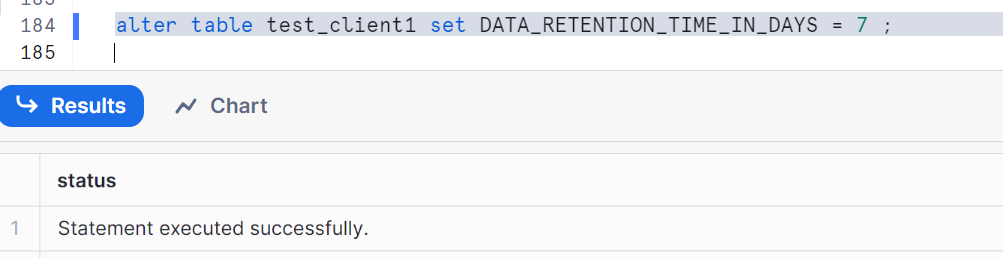 184 alter table test_client1 set DATA_RETENTION_TIME_IN_DAYS = 7 ;
185
Results Chart
status
1 Statement executed successfully.